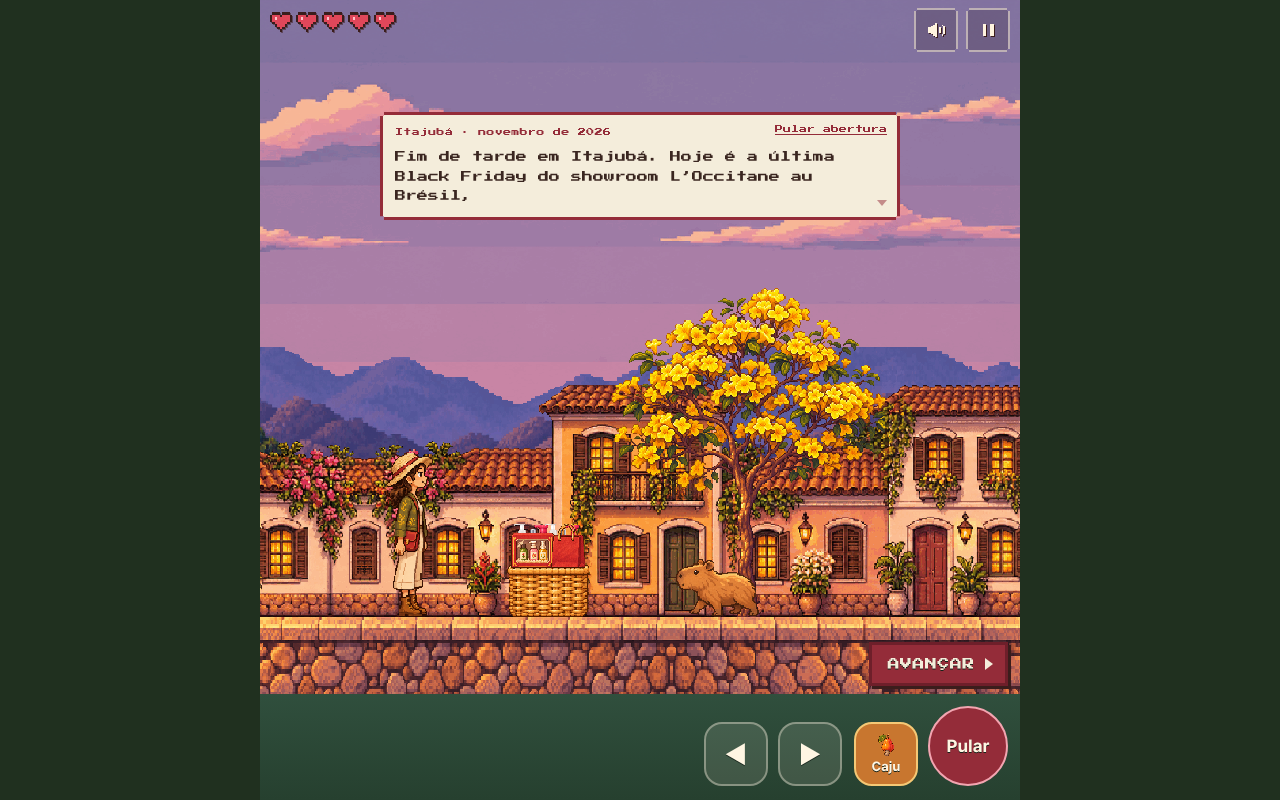 Itajubá · novembro de 2026
Pular abertura
Fim de tarde em Itajubá. Hoje é a última
Black Friday do showroom L’Occitane au
Brésil,
AVANÇAR
Caju
Pular